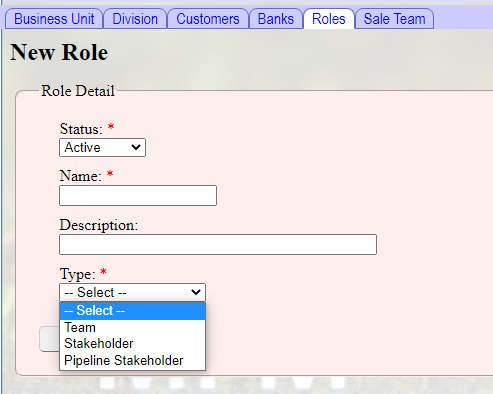 Business Unit Division Customers Banks Roles Sale Team
New Role
Role Detail
Status: *
Active
Name: *
Description:
Type: *
-- Select --
-- Select --
Team
Stakeholder
Pipeline Stakeholder